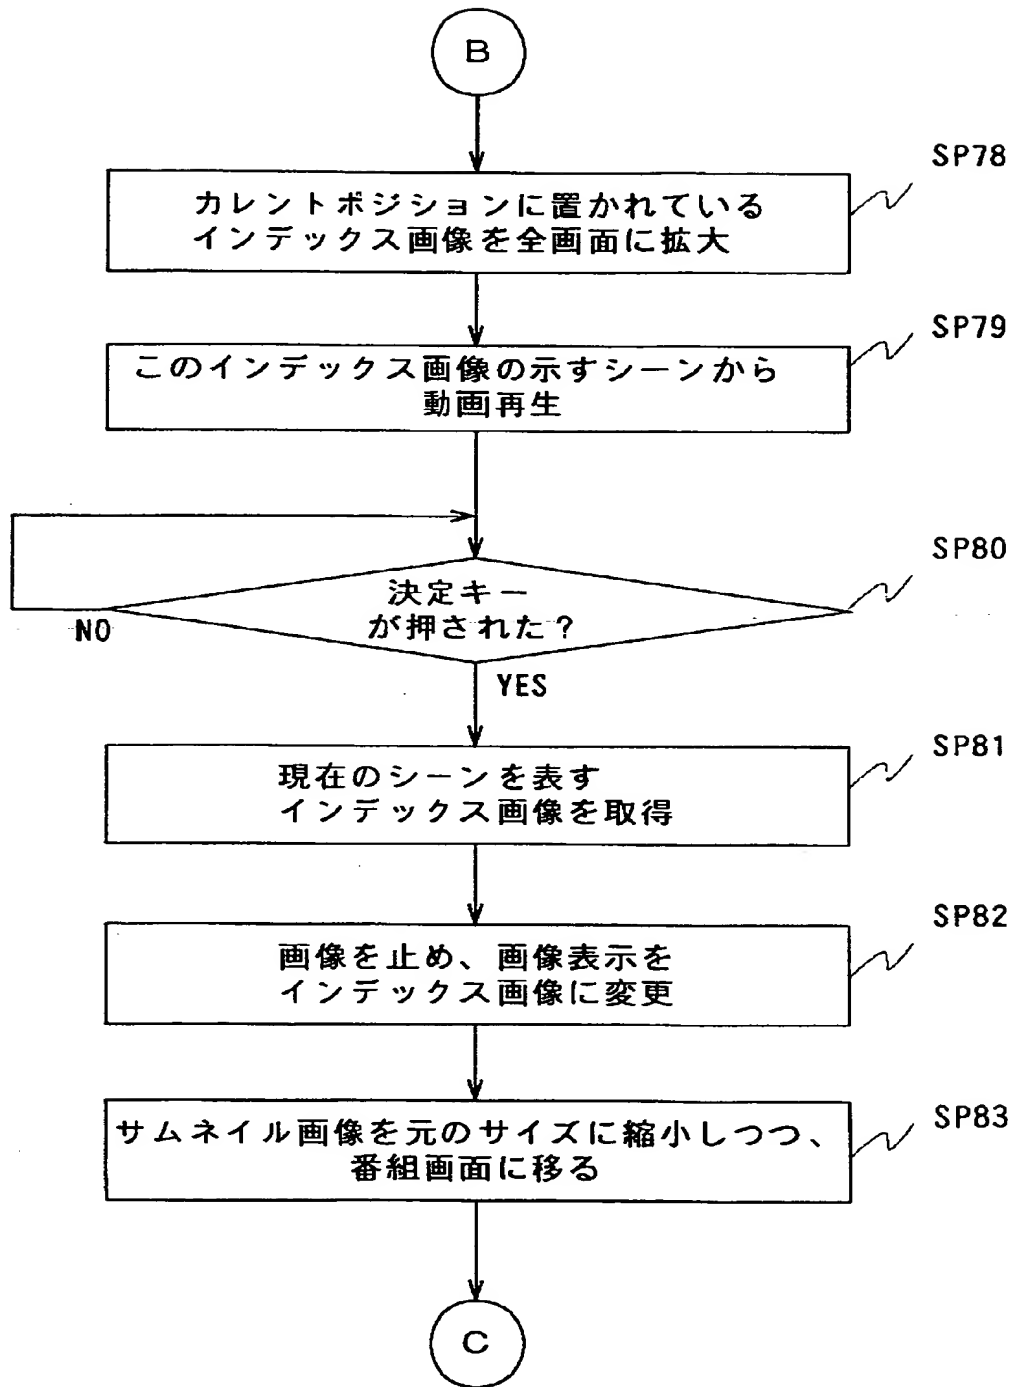 B
SP78
カレントポジションに置かれている
インデックス画像を全画面に拡大
SP79
このインデックス画像の示すシーンから
動画再生
SP80
決定キー
が押された？
NO
YES
SP81
現在のシーンを表す
インデックス画像を取得
SP82
画像を止め、画像表示を
インデックス画像に変更
SP83
サムネイル画像を元のサイズに縮小しつつ、
番組画面に移る
C